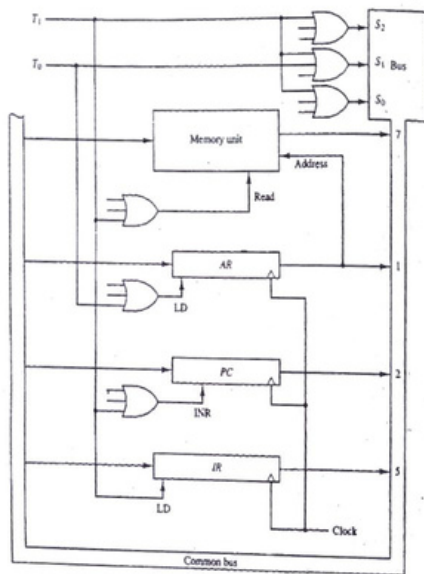 T₁
S₂
T₀
S₁ Bus
S₀
Memory unit
7
Address
Read
AR
1
LD
PC
2
INR
IR
5
LD
Clock
Common bus